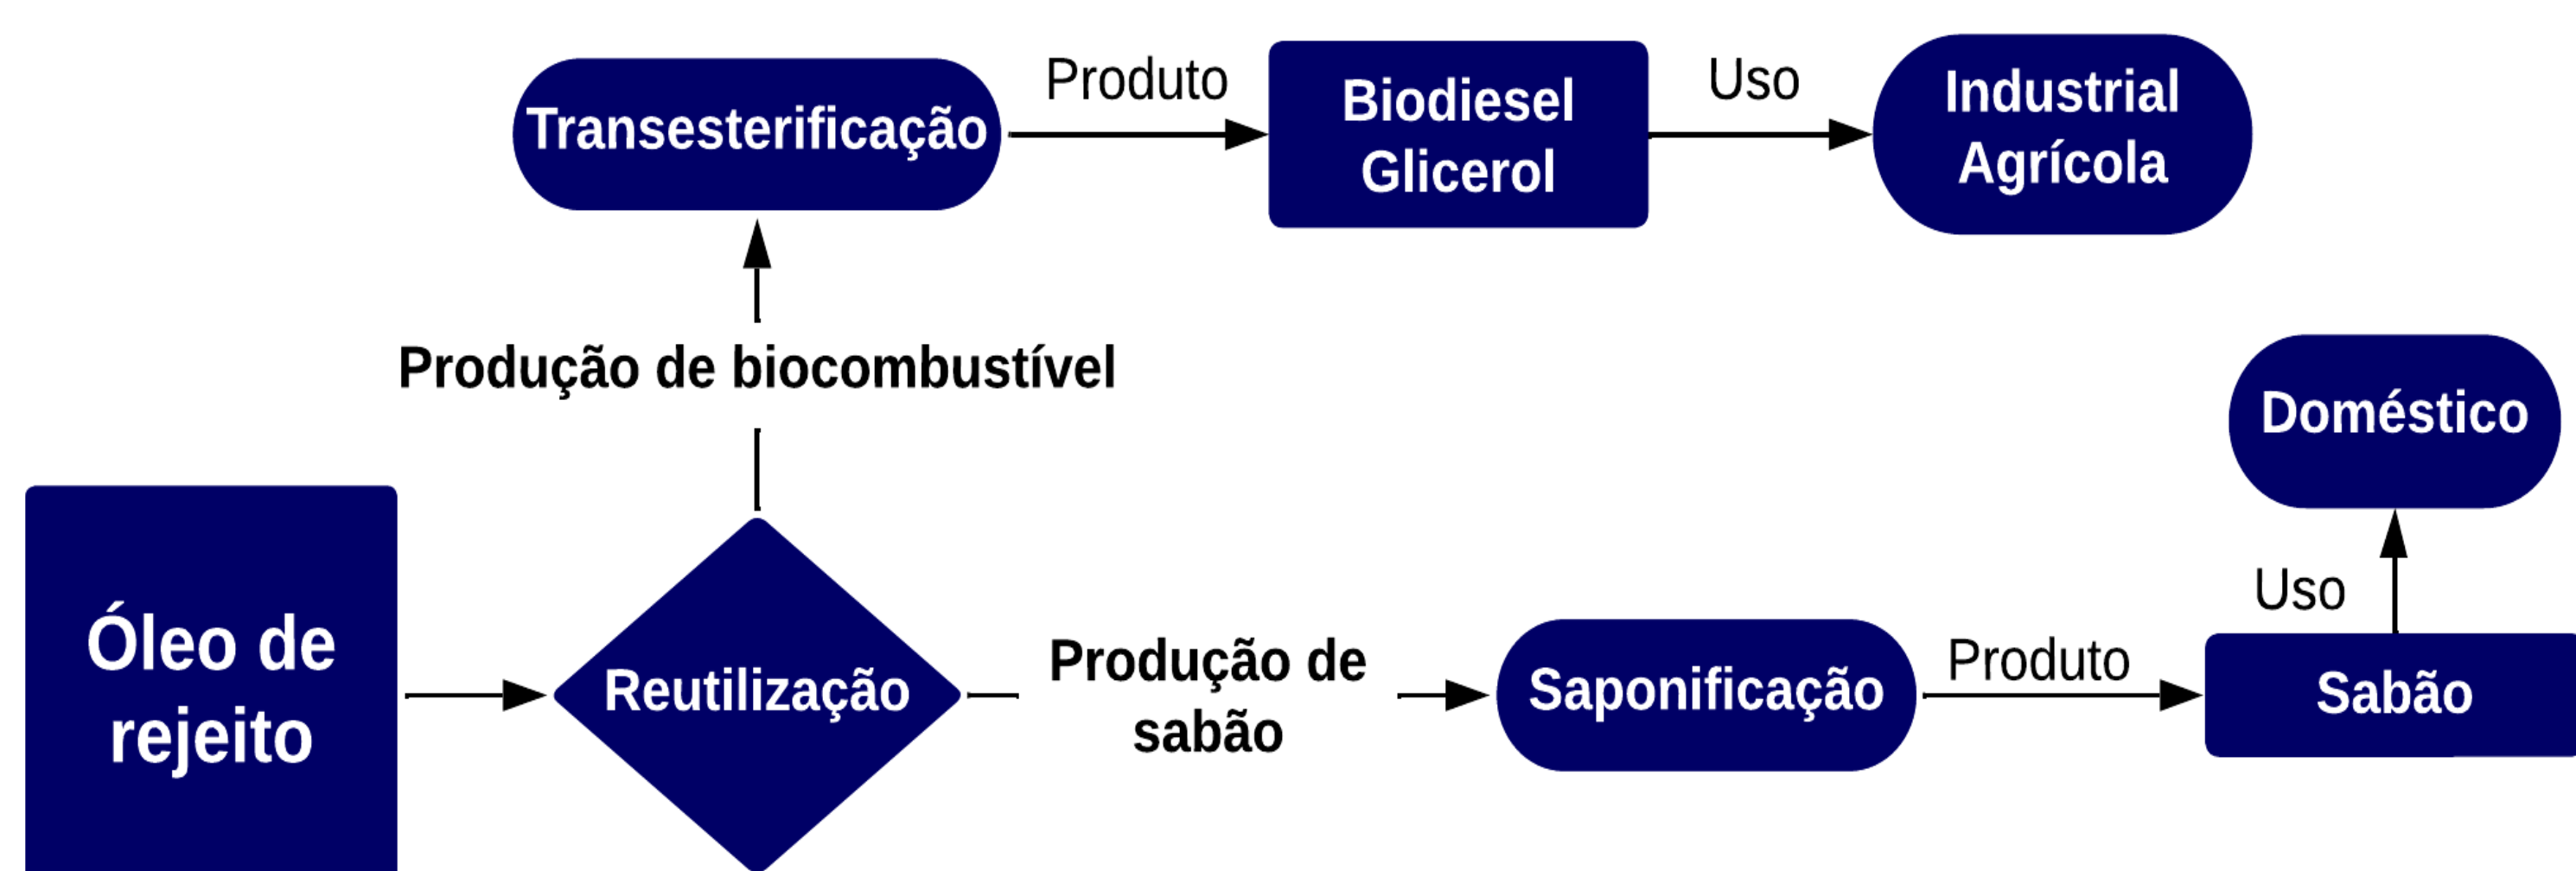 Transesterificação
Produto
Biodiesel
Glicerol
Uso
Industrial
Agrícola
Produção de biocombustível
Doméstico
Uso
Óleo de
rejeito
Reutilização
Produção de
sabão
Saponificação
Produto
Sabão